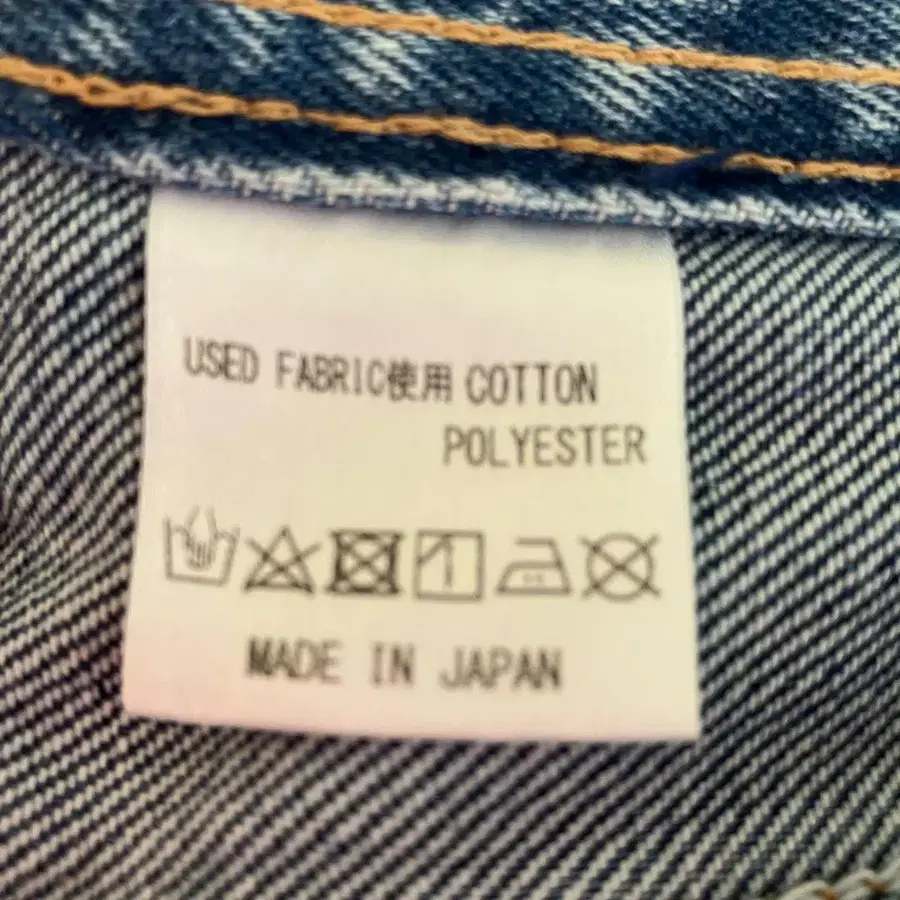 USED FABRIC使用 COTTON
POLYESTER
MADE IN JAPAN